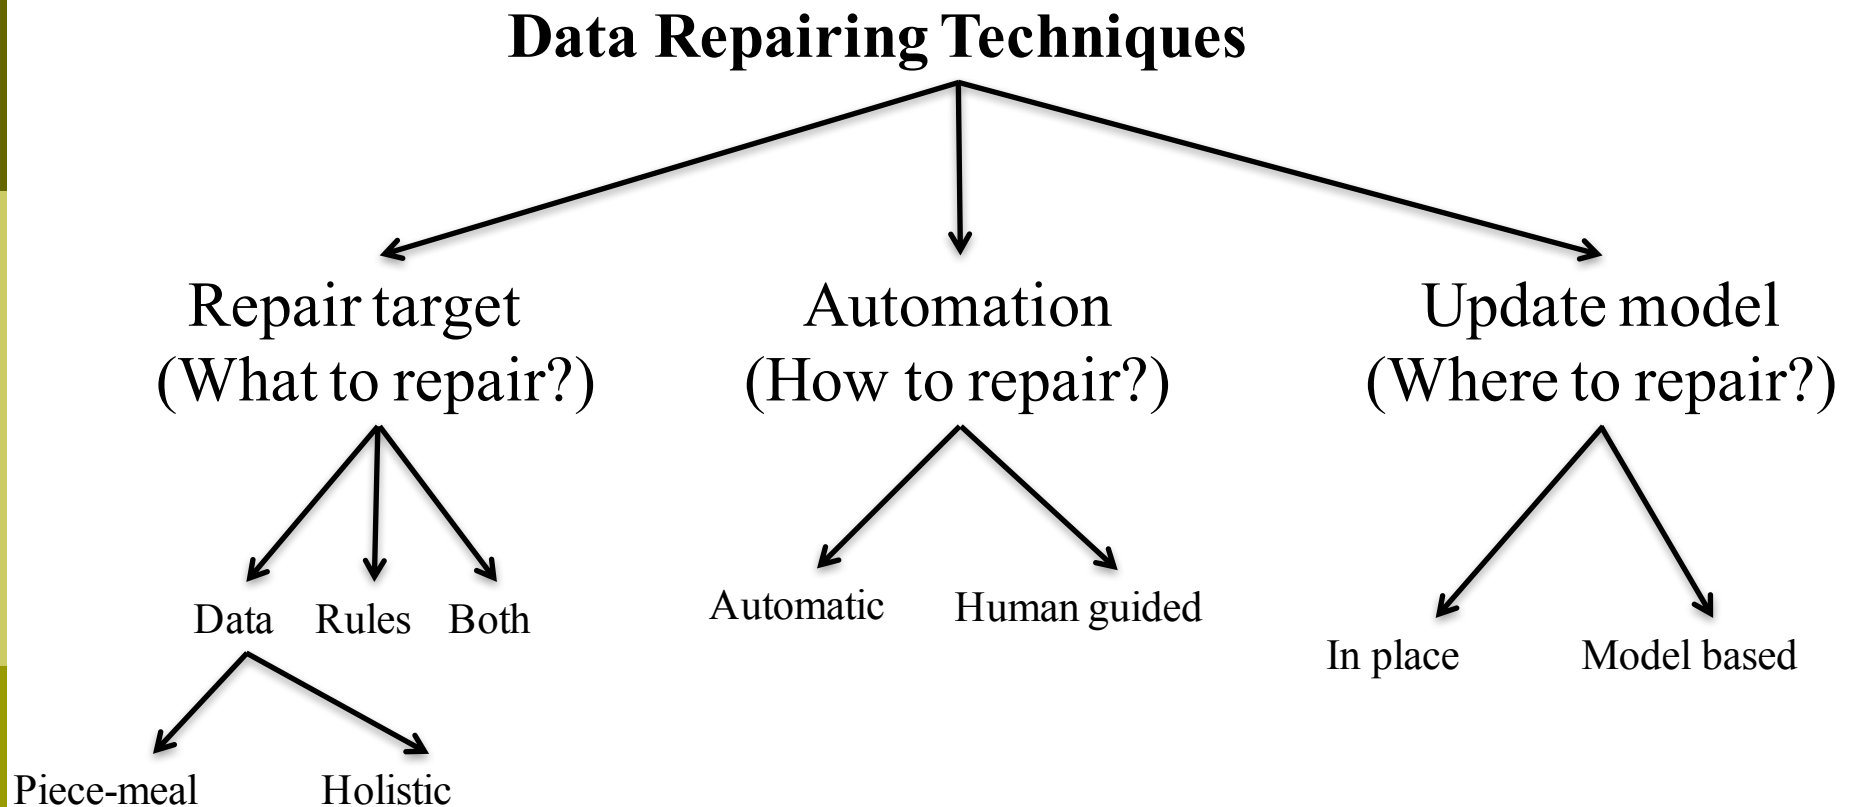 Data Repairing Techniques
Repair target
(What to repair?)
Automation
(How to repair?)
Update model
(Where to repair?)
Data
Rules
Both
Automatic
Human guided
In place
Model based
Piece-meal
Holistic